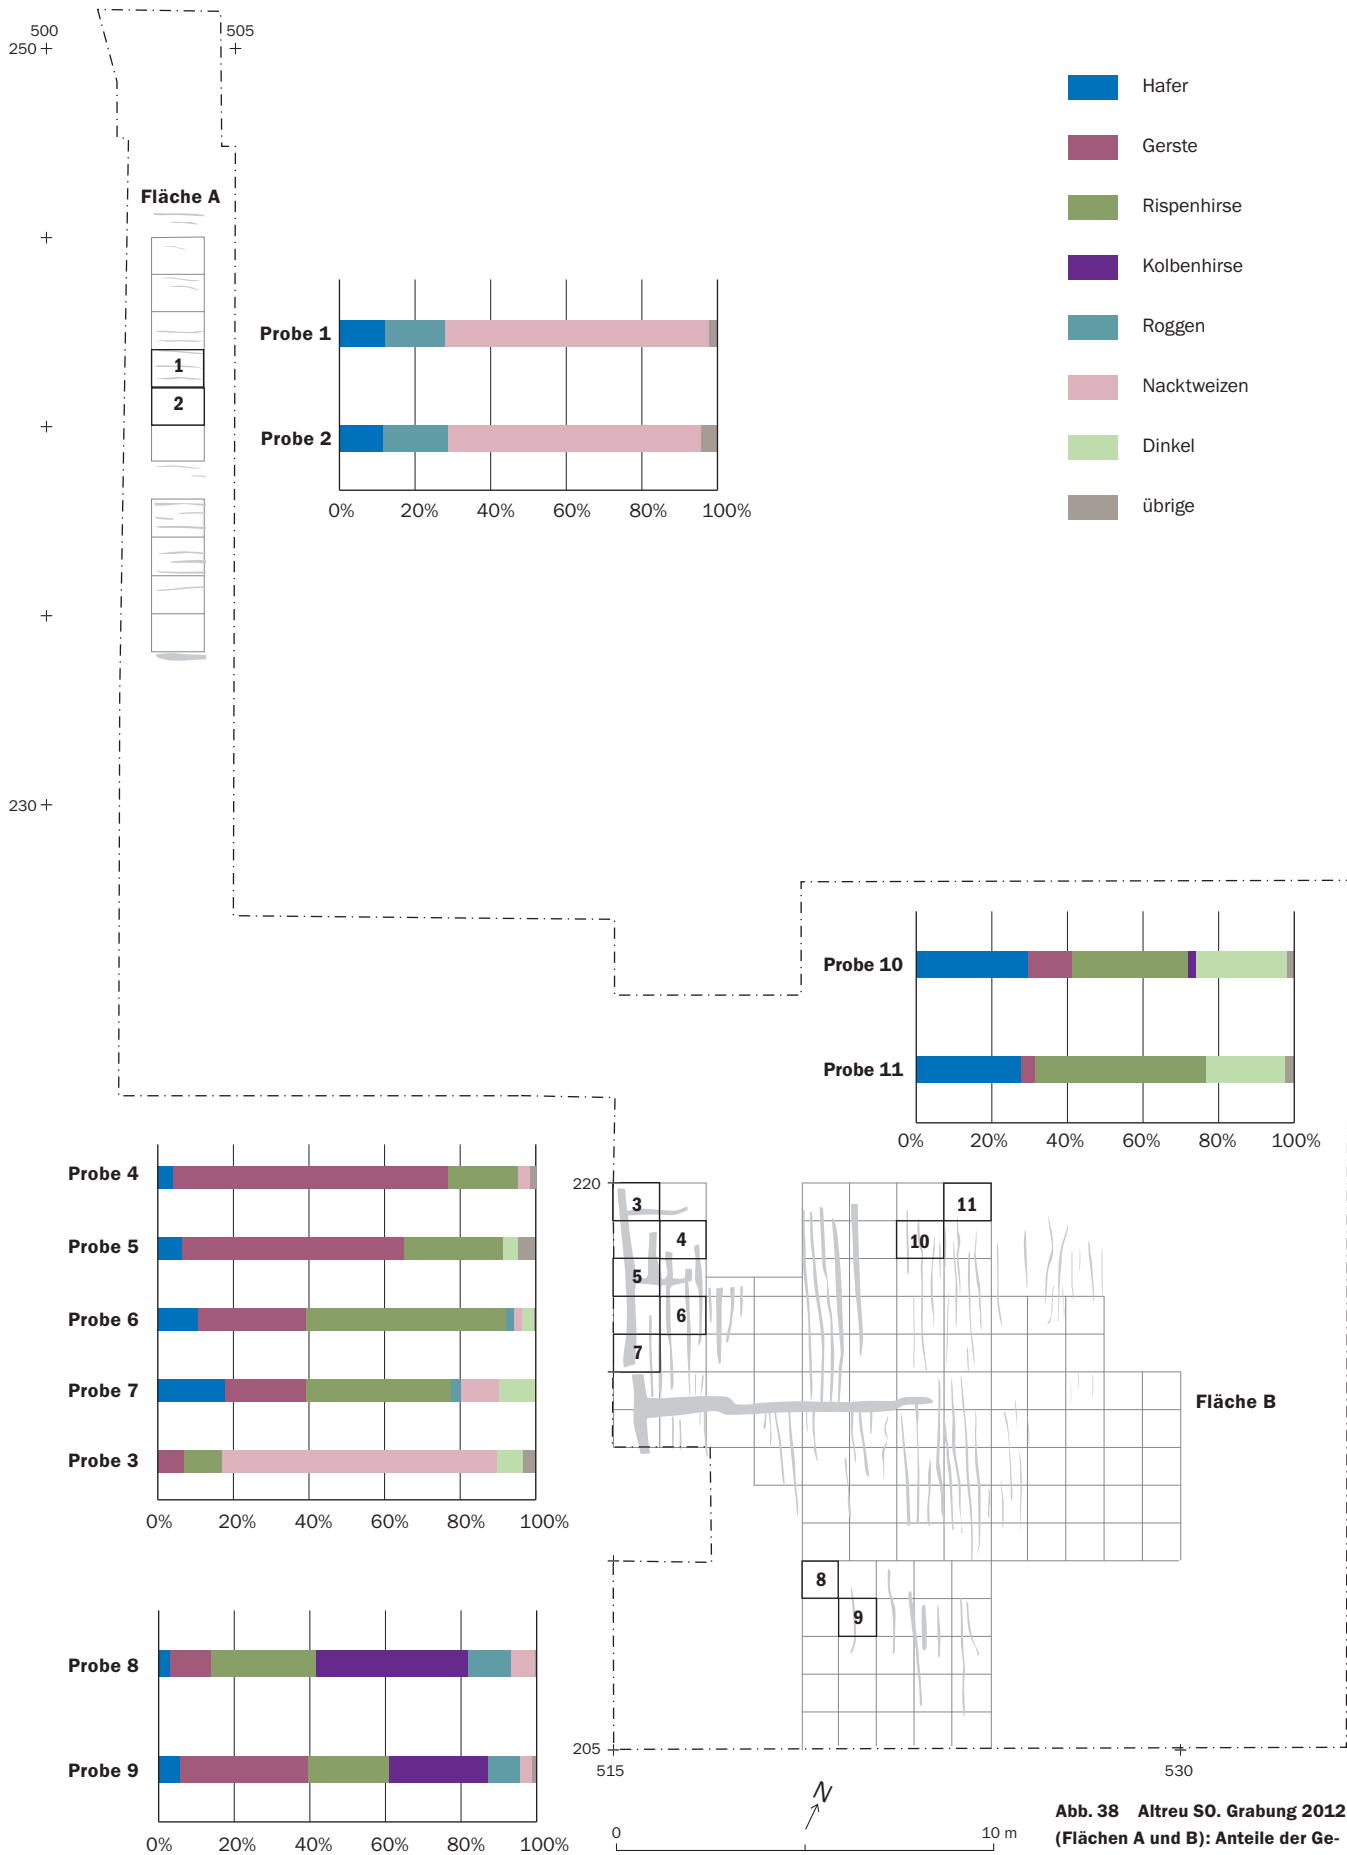 500
505
250
Fläche A
1
2
230
Hafer
Gerste
Rispenhirse
Kolbenhirse
Roggen
Nacktweizen
Dinkel
übrige
Probe 1
Probe 2
0% 20% 40% 60% 80% 100%
Probe 10
Probe 11
0% 20% 40% 60% 80% 100%
Probe 4
Probe 5
Probe 6
Probe 7
Probe 3
0% 20% 40% 60% 80% 100%
Probe 8
Probe 9
0% 20% 40% 60% 80% 100%
220
3
4
5
6
7
11
10
Fläche B
8
9
205
515
530
N
0 10 m
Abb. 38 Altreu SO. Grabung 2012
(Flächen A und B): Anteile der Ge-